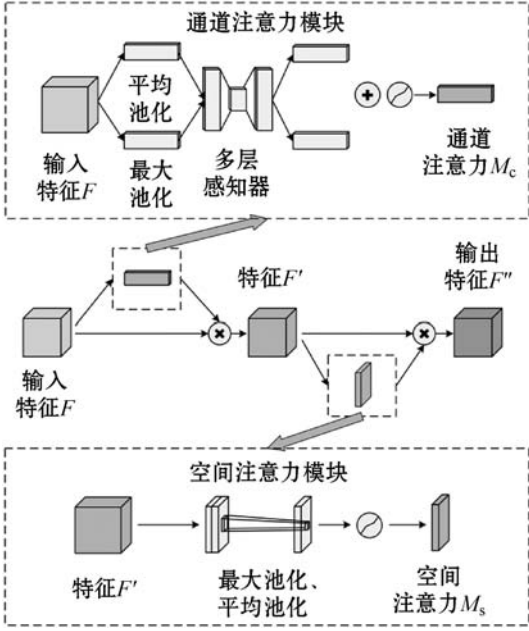 通道注意力模块
平均
池化
输入
特征F
最大
池化
多层
感知器
通道
注意力Mc
特征F′
输出
特征F″
输入
特征F
空间注意力模块
特征F′
最大池化、
平均池化
空间
注意力Ms